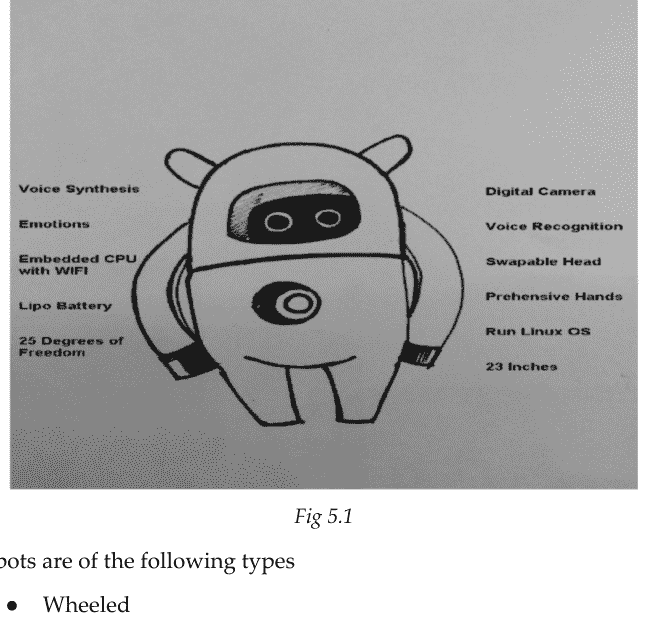 Voice Synthesis
Emotions
Embedded CPU
with WIFI
Lipo Battery
25 Degrees of
Freedom
Digital Camera
Voice Recognition
Swapable Head
Prehensive Hands
Run Linux OS
23 Inches
Fig 5.1
bots are of the following types
● Wheeled